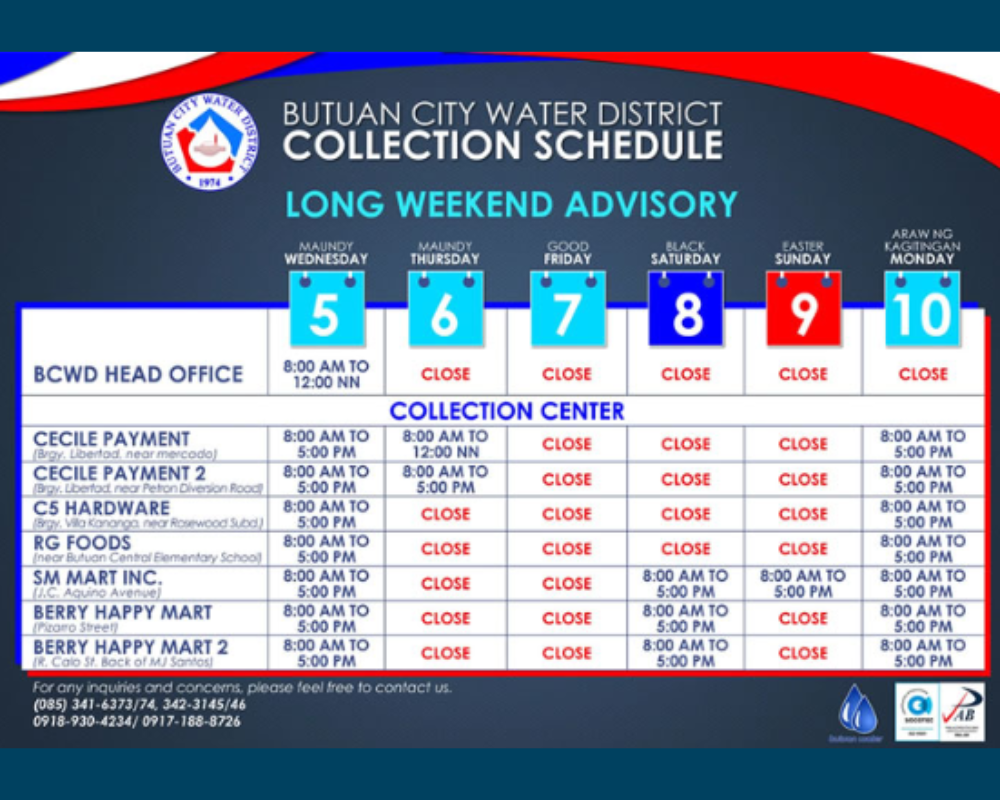 BUTUAN CITY WATER DISTRICT
1974
BUTUAN CITY WATER DISTRICT
COLLECTION SCHEDULE
LONG WEEKEND ADVISORY
MAUNDY WEDNESDAY MAUNDY THURSDAY GOOD FRIDAY BLACK SATURDAY EASTER SUNDAY ARAW NG KAGITINGAN MONDAY
5 6 7 8 9 10
BCWD HEAD OFFICE 8:00 AM TO 12:00 NN CLOSE CLOSE CLOSE CLOSE CLOSE
COLLECTION CENTER
CECILE PAYMENT 8:00 AM TO 5:00 PM 8:00 AM TO 12:00 NN CLOSE CLOSE CLOSE 8:00 AM TO 5:00 PM
(Brgy. Libertad, near mercado)
CECILE PAYMENT 2 8:00 AM TO 5:00 PM 8:00 AM TO 5:00 PM CLOSE CLOSE CLOSE 8:00 AM TO 5:00 PM
(Brgy. Libertad, near Petron Diversion Road)
C5 HARDWARE 8:00 AM TO 5:00 PM CLOSE CLOSE CLOSE CLOSE 8:00 AM TO 5:00 PM
(Brgy. Villa Kananga, near Rosewood Subd.)
RG FOODS 8:00 AM TO 5:00 PM CLOSE CLOSE CLOSE CLOSE 8:00 AM TO 5:00 PM
(near Butuan Central Elementary School)
SM MART INC. 8:00 AM TO 5:00 PM CLOSE CLOSE 8:00 AM TO 5:00 PM 8:00 AM TO 5:00 PM 8:00 AM TO 5:00 PM
(J.C. Aquino Avenue)
BERRY HAPPY MART 8:00 AM TO 5:00 PM CLOSE CLOSE 8:00 AM TO 5:00 PM CLOSE 8:00 AM TO 5:00 PM
(Pizarro Street)
BERRY HAPPY MART 2 8:00 AM TO 5:00 PM CLOSE CLOSE 8:00 AM TO 5:00 PM CLOSE 8:00 AM TO 5:00 PM
(R. Calo St. Back of MJ Santos)
For any inquiries and concerns, please feel free to contact us.
(085) 341-6373/74, 342-3145/46
0918-930-4234/ 0917-188-8726
Butuan water
PAB